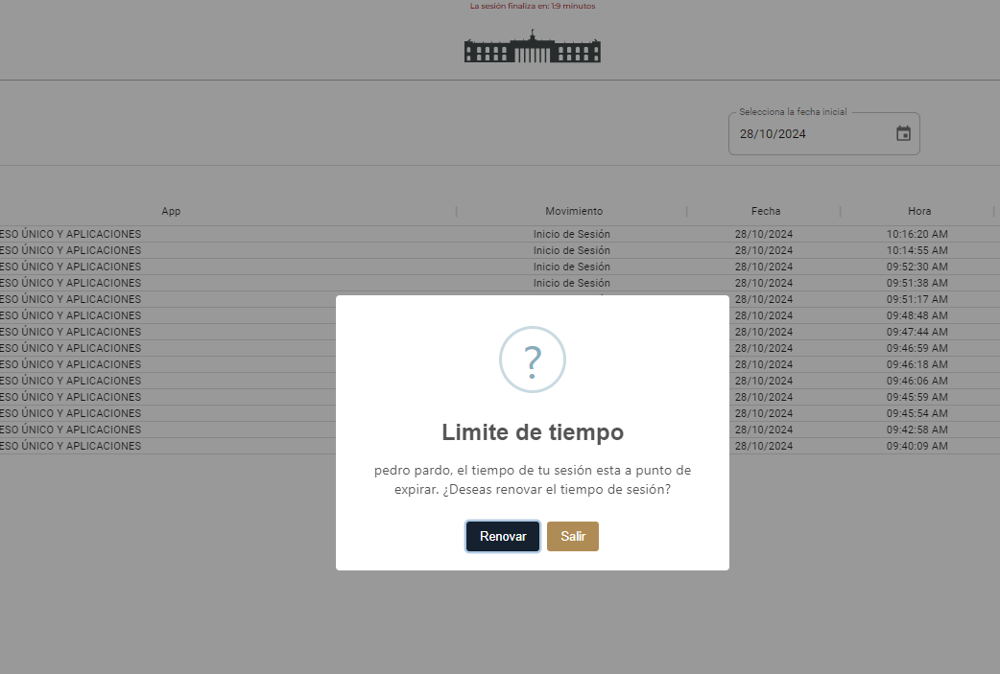 La sesión finaliza en: 1:9 minutos
Selecciona la fecha inicial
28/10/2024
App Movimiento Fecha Hora
ESO ÚNICO Y APLICACIONES Inicio de Sesión 28/10/2024 10:16:20 AM
ESO ÚNICO Y APLICACIONES Inicio de Sesión 28/10/2024 10:14:55 AM
ESO ÚNICO Y APLICACIONES Inicio de Sesión 28/10/2024 09:52:30 AM
ESO ÚNICO Y APLICACIONES Inicio de Sesión 28/10/2024 09:51:38 AM
ESO ÚNICO Y APLICACIONES 28/10/2024 09:51:17 AM
ESO ÚNICO Y APLICACIONES 28/10/2024 09:48:48 AM
ESO ÚNICO Y APLICACIONES 28/10/2024 09:47:44 AM
ESO ÚNICO Y APLICACIONES 28/10/2024 09:46:59 AM
ESO ÚNICO Y APLICACIONES 28/10/2024 09:46:18 AM
ESO ÚNICO Y APLICACIONES 28/10/2024 09:46:06 AM
ESO ÚNICO Y APLICACIONES 28/10/2024 09:45:59 AM
ESO ÚNICO Y APLICACIONES 28/10/2024 09:45:54 AM
ESO ÚNICO Y APLICACIONES 28/10/2024 09:42:58 AM
ESO ÚNICO Y APLICACIONES 28/10/2024 09:40:09 AM
?
Limite de tiempo
pedro pardo, el tiempo de tu sesión esta a punto de
expirar. ¿Deseas renovar el tiempo de sesión?
Renovar Salir